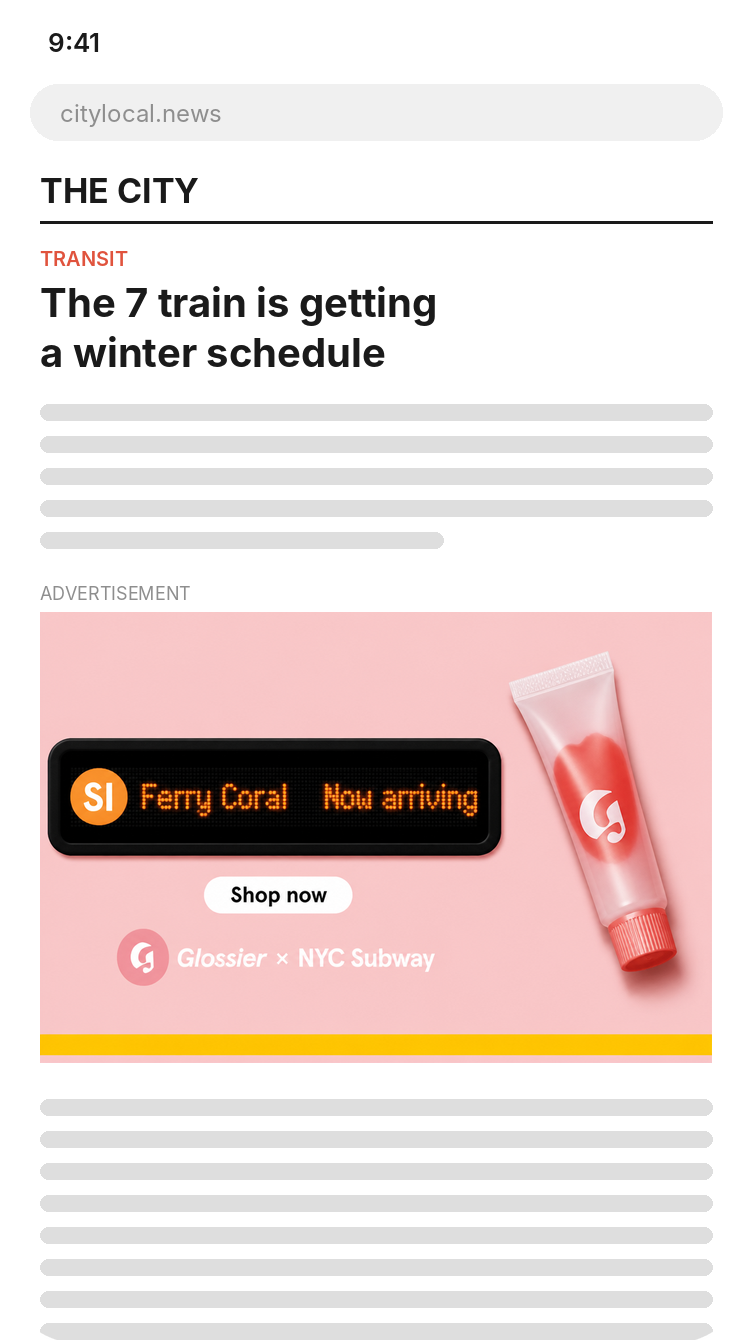 9:41
citylocal.news
THE CITY
TRANSIT
The 7 train is getting
a winter schedule
ADVERTISEMENT
SI Ferry Coral Now arriving
G
Shop now
G Glossier × NYC Subway